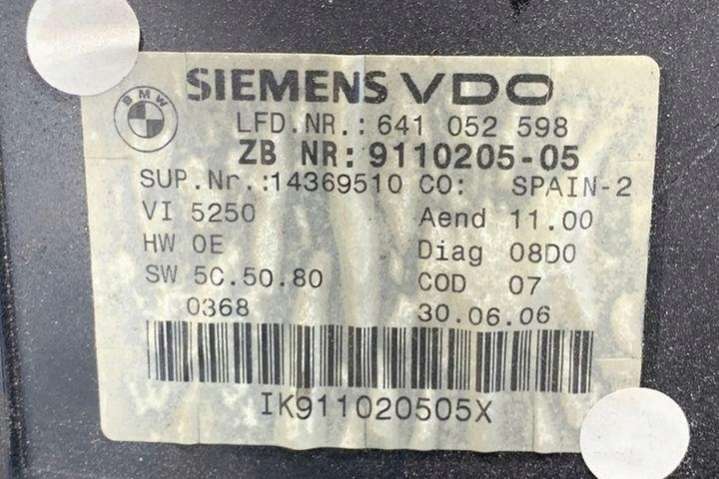 BMW
SIEMENS VDO
LFD.NR.: 641 052 598
ZB NR: 9110205-05
SUP.Nr.:14369510 CO: SPAIN-2
VI 5250 Aend 11.00
HW 0E Diag 08D0
SW 5C.50.80 COD 07
0368 30.06.06
IK911020505X